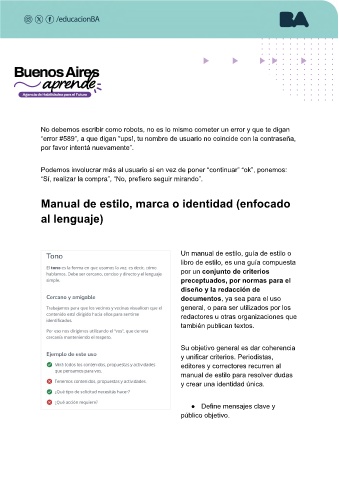 /educacionBA
BA
Buenos Aires
aprende
Agencia de Habilidades para el Futuro
No debemos escribir como robots, no es lo mismo cometer un error y que te digan
“error #589”, a que digan “ups!, tu nombre de usuario no coincide con la contraseña,
por favor intentá nuevamente”.
Podemos involucrar más al usuario si en vez de poner “continuar” “ok”, ponemos:
“Sí, realizar la compra”, “No, prefiero seguir mirando”.
Manual de estilo, marca o identidad (enfocado
al lenguaje)
Tono
El tono es la forma en que usamos la voz, es decir, cómo
hablamos. Debe ser cercano, conciso y directo y el lenguaje
simple.
Cercano y amigable
Trabajamos para que los vecinos y las vecinas visualicen que el
contenido está dirigido hacia ellos para sentirse
identificados.
Por eso nos dirigimos utilizando el “vos”, que denota
cercanía manteniendo el respeto.
Ejemplo de este uso
Mirá todos los contenidos, propuestas y actividades
que pensamos para vos.
Tenemos contenidos, propuestas y actividades.
¿Qué tipo de solicitud necesitás hacer?
¿Qué acción requiere?
Un manual de estilo, guía de estilo o
libro de estilo, es una guía compuesta
por un conjunto de criterios
preceptuados, por normas para el
diseño y la redacción de
documentos, ya sea para el uso
general, o para ser utilizados por los
redactores u otras organizaciones que
también publican textos.
Su objetivo general es dar coherencia
y unificar criterios. Periodistas,
editores y correctores recurren al
manual de estilo para resolver dudas
y crear una identidad única.
● Define mensajes clave y
público objetivo.